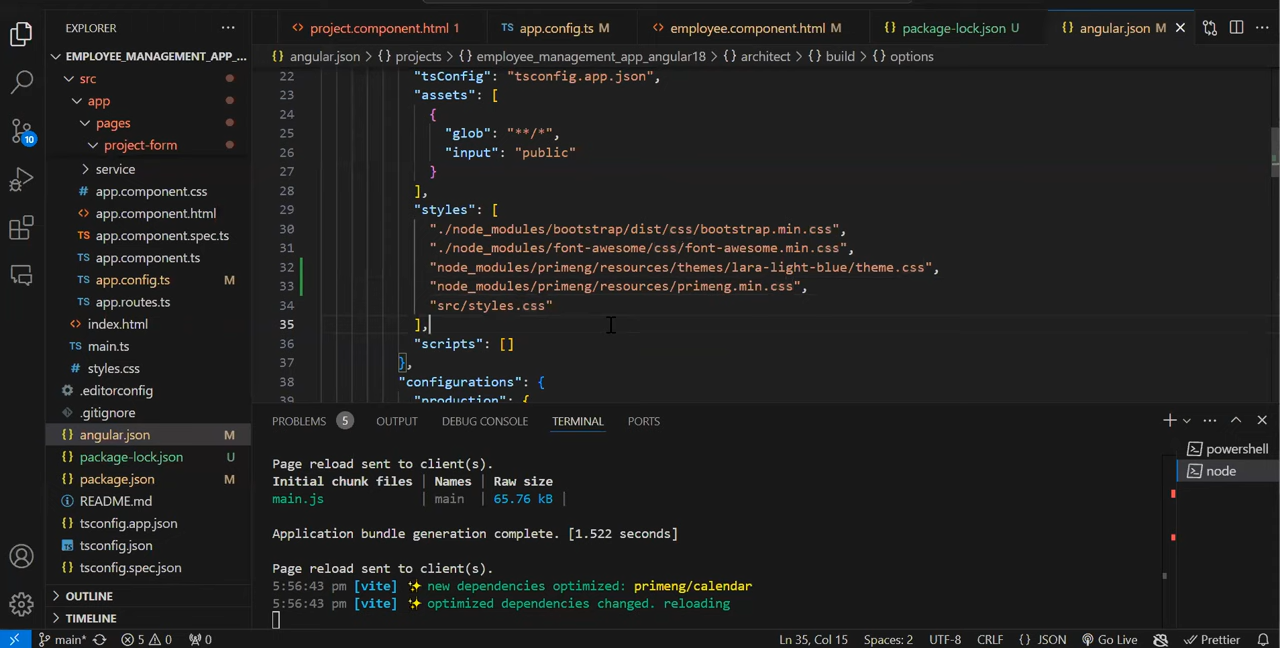 EXPLORER
project.component.html 1
TS app.config.ts M
employee.component.html M
{} package-lock.json U
{} angular.json M
EMPLOYEE_MANAGEMENT_APP_...
{} angular.json > {} projects > {} employee_management_app_angular18 > {} architect > {} build > {} options
src
app
pages
project-form
service
# app.component.css
<> app.component.html
TS app.component.spec.ts
TS app.component.ts
TS app.config.ts M
TS app.routes.ts
<> index.html
TS main.ts
# styles.css
.editorconfig
.gitignore
{} angular.json M
{} package-lock.json U
{} package.json M
README.md
{} tsconfig.app.json
tsconfig.json
{} tsconfig.spec.json
OUTLINE
TIMELINE
10
22 "tsConfig": "tsconfig.app.json",
23 "assets": [
24 {
25 "glob": "**/*",
26 "input": "public"
27 }
28 ],
29 "styles": [
30 "./node_modules/bootstrap/dist/css/bootstrap.min.css",
31 "./node_modules/font-awesome/css/font-awesome.min.css",
32 "node_modules/primeng/resources/themes/lara-light-blue/theme.css",
33 "node_modules/primeng/resources/primeng.min.css",
34 "src/styles.css"
35 ],
36 "scripts": []
37 },
38 "configurations": {
39 "production": {
PROBLEMS 5 OUTPUT DEBUG CONSOLE TERMINAL PORTS
powershell
node
Page reload sent to client(s).
Initial chunk files | Names | Raw size
main.js | main | 65.76 kB |
Application bundle generation complete. [1.522 seconds]
Page reload sent to client(s).
5:56:43 pm [vite] ✨ new dependencies optimized: primeng/calendar
5:56:43 pm [vite] ✨ optimized dependencies changed. reloading
main* 5 0 0 Ln 35, Col 15 Spaces: 2 UTF-8 CRLF {} JSON Go Live Prettier